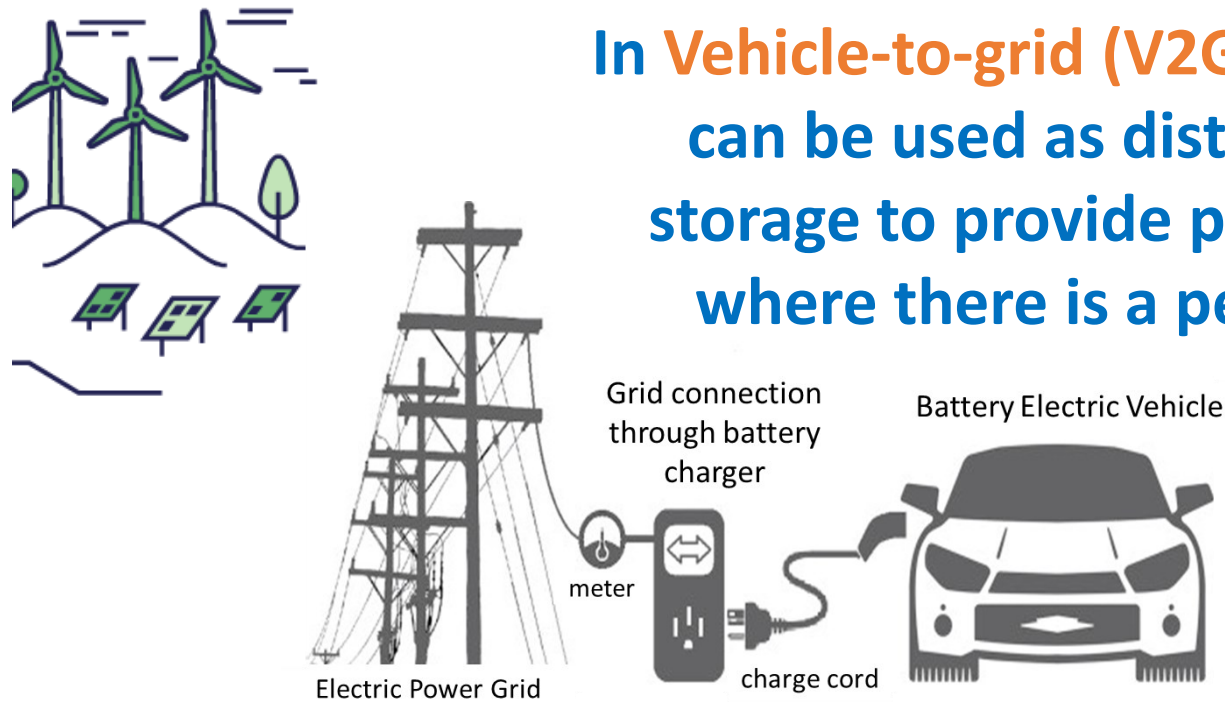 In Vehicle-to-grid (V2G
can be used as dist
storage to provide p
where there is a pe
Grid connection
through battery
charger
Battery Electric Vehicle
meter
charge cord
Electric Power Grid